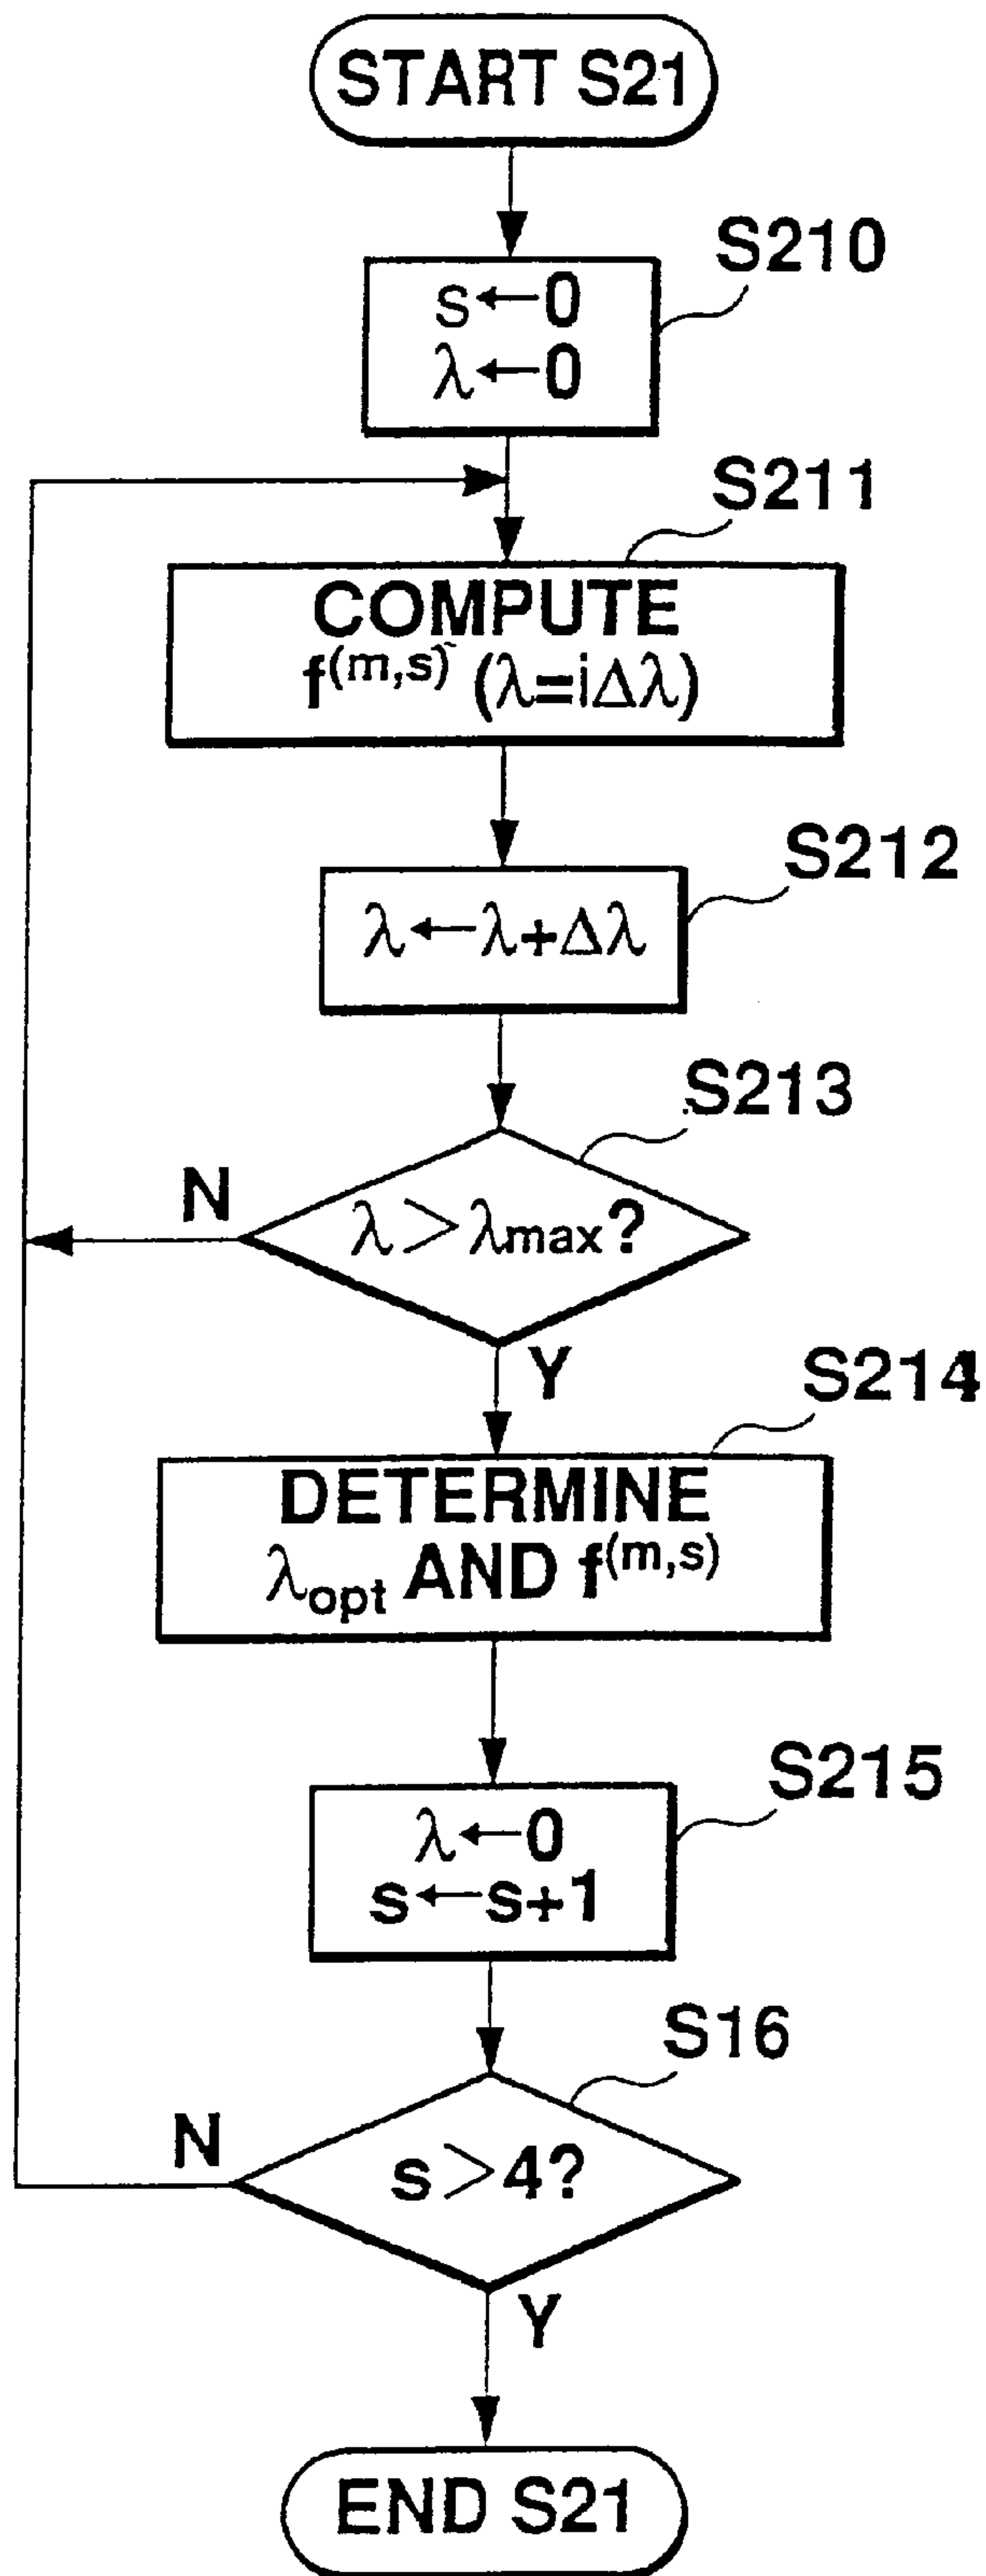 START S21
S210
s←0
λ←0
S211
COMPUTE
f(m,s) (λ=iΔλ)
S212
λ←λ+Δλ
S213
N
λ>λmax?
Y
S214
DETERMINE
λopt AND f(m,s)
S215
λ←0
s←s+1
S16
N
s>4?
Y
END S21